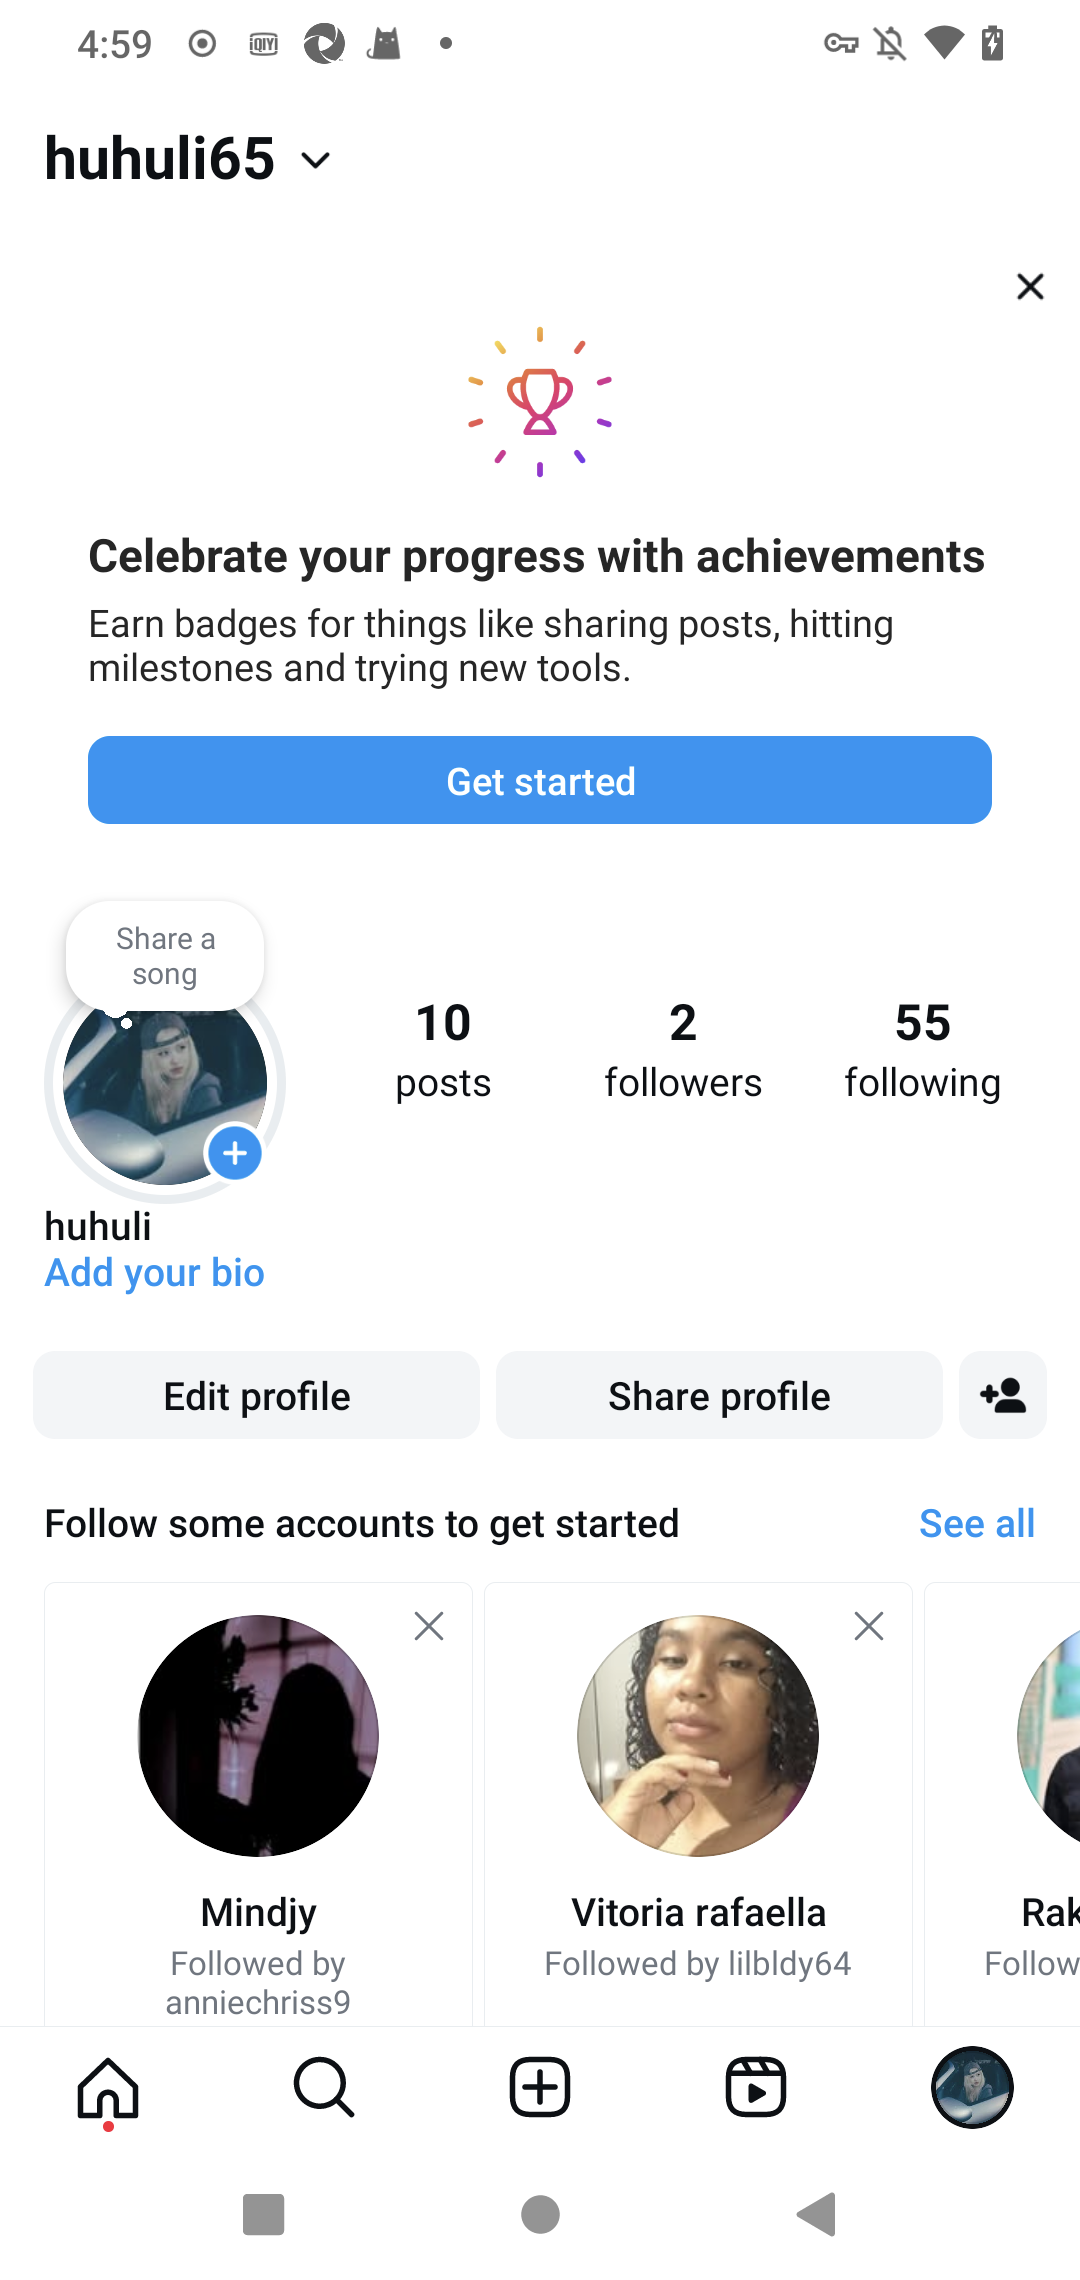 4:59
iQIYI
huhuli65
Celebrate your progress with achievements
Earn badges for things like sharing posts, hitting
milestones and trying new tools.
Get started
Share a
song
10
posts
2
followers
55
following
huhuli
Add your bio
Edit profile
Share profile
Follow some accounts to get started
See all
Mindjy
Followed by
anniechriss9
Vitoria rafaella
Followed by lilbldy64
Rak
Follow